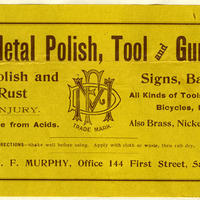 Metal Polish, Tool and Gun
olish and
Rust
NJURY.
e from Acids.
TRADE MARK.
Signs, Ba
All Kinds of Tools
Bicycles,
Also Brass, Nicke
DIRECTIONS—Shake well before using. Apply with cloth or waste, then rub dry.
F. MURPHY, Office 144 First Street, Sa